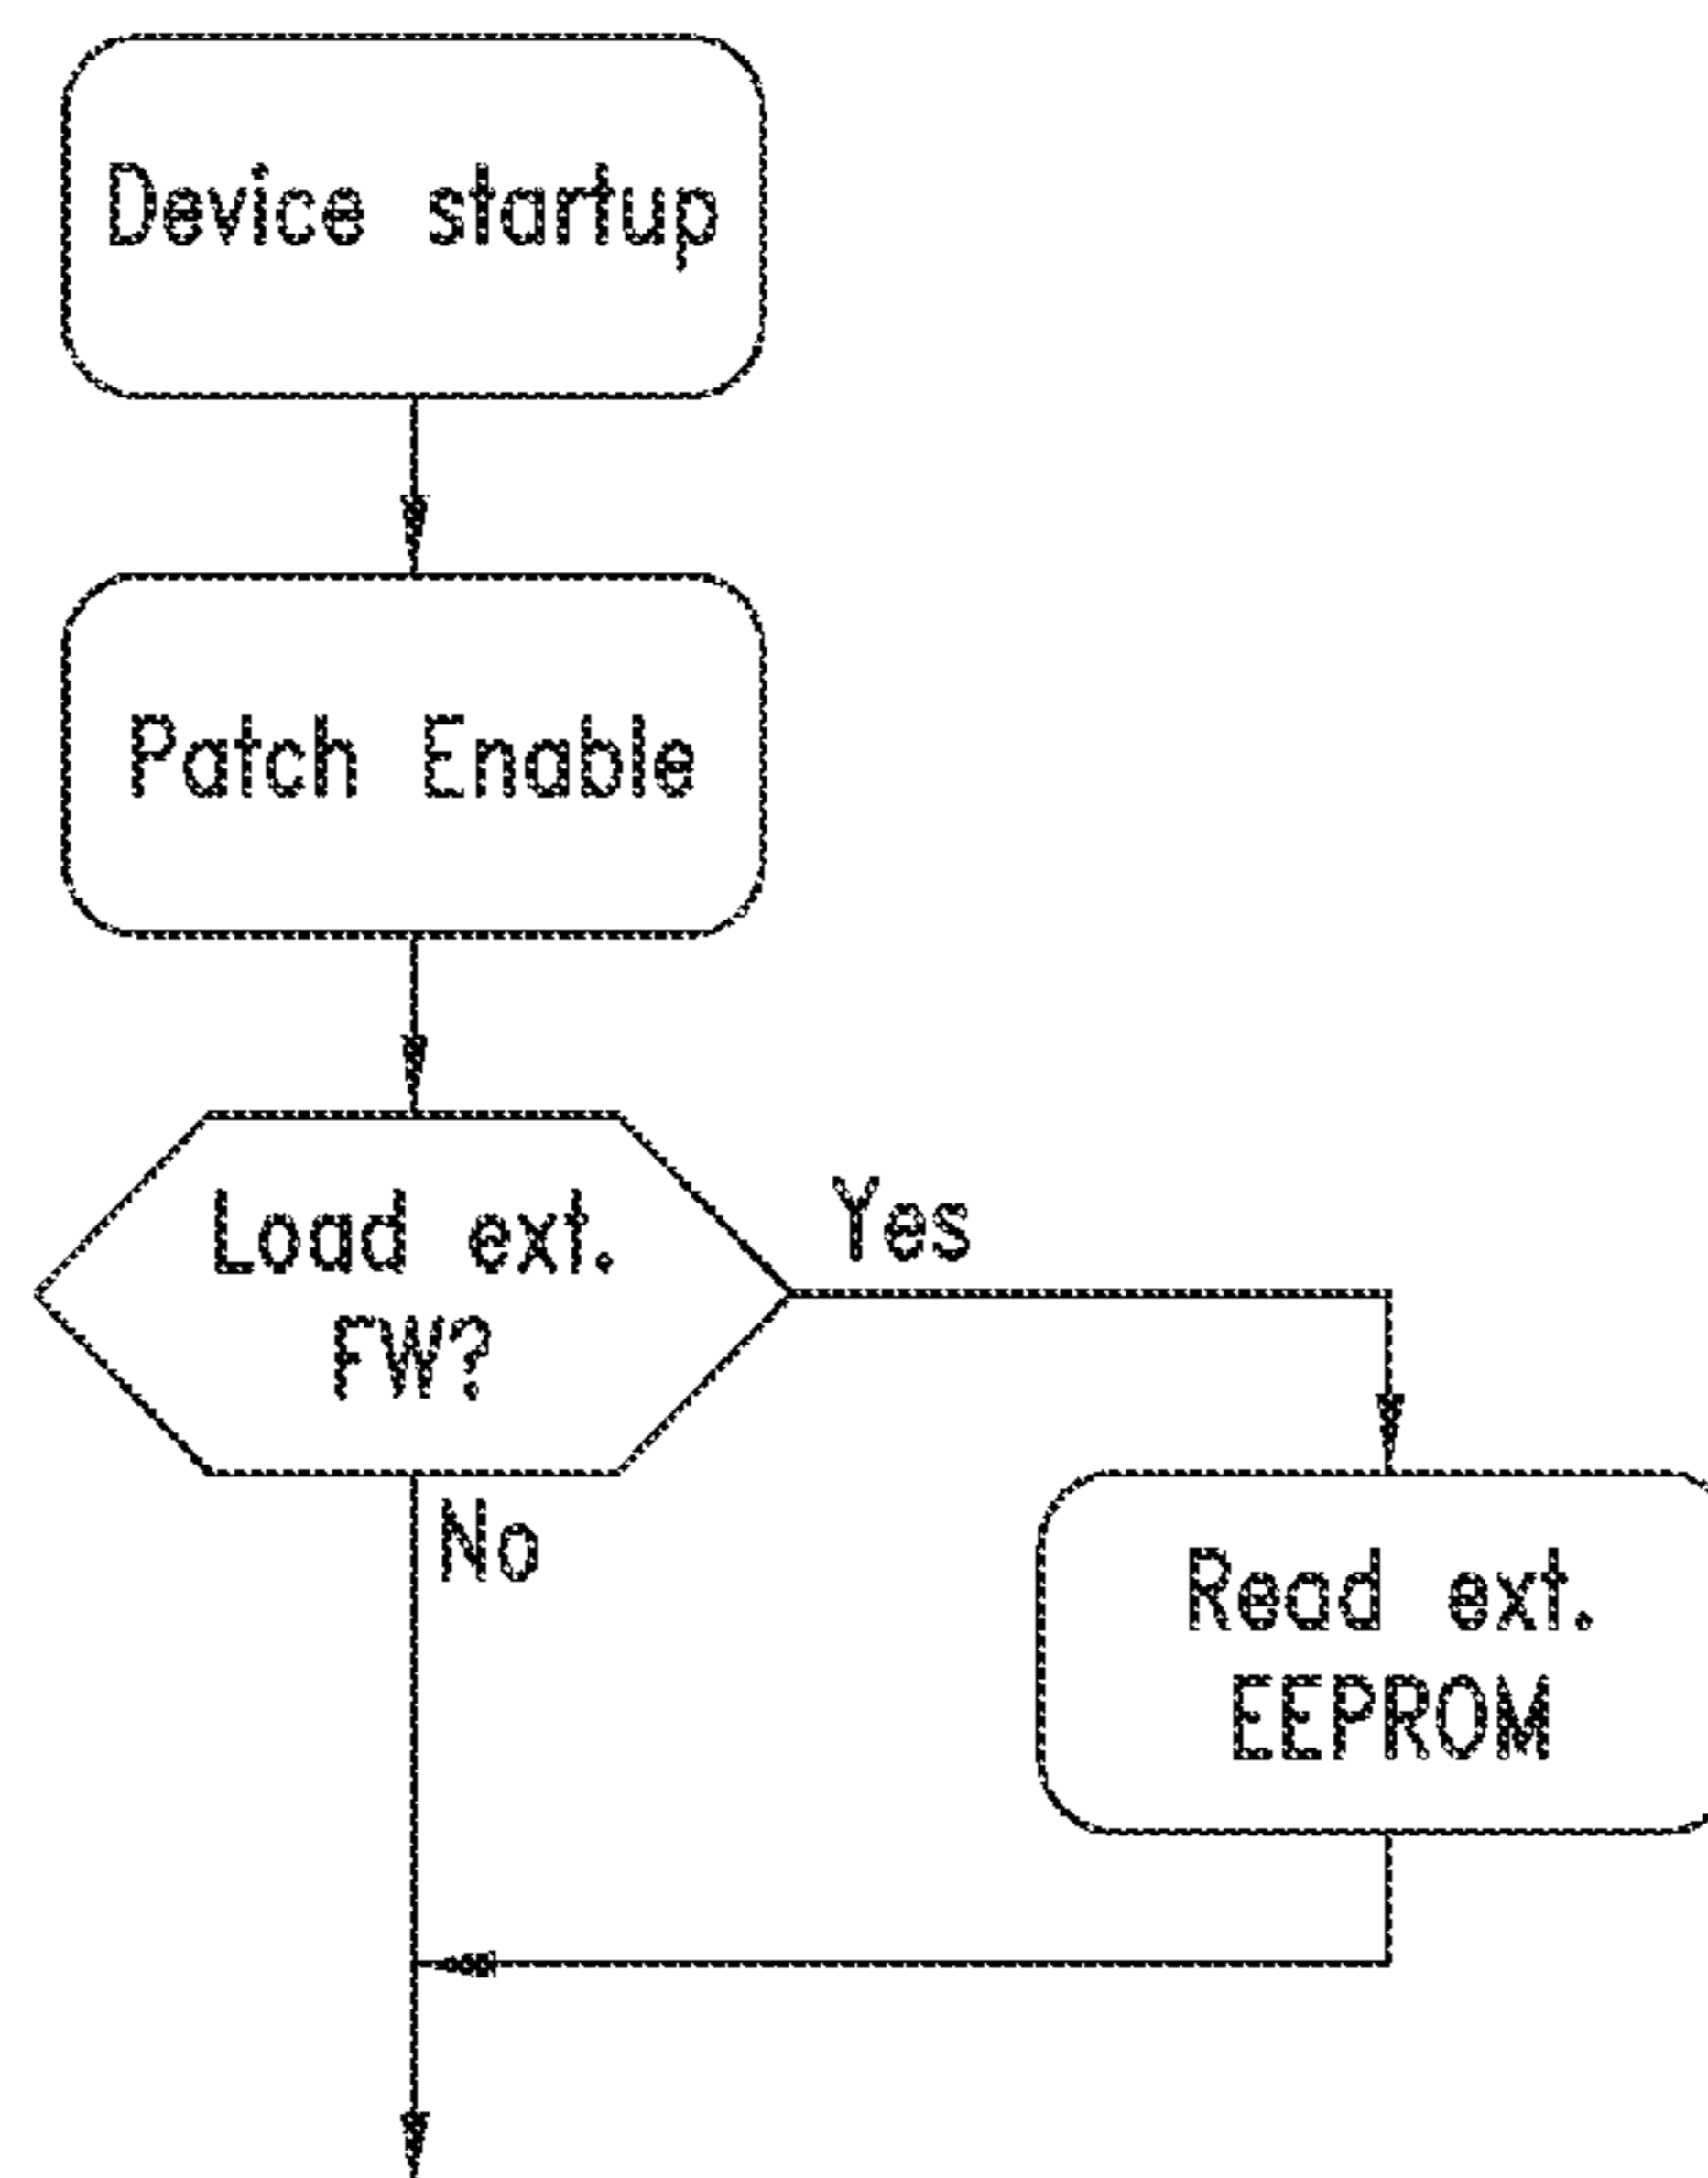 Device startup
Patch Enable
Load ext.
FW?
Yes
No
Read ext.
EEPROM